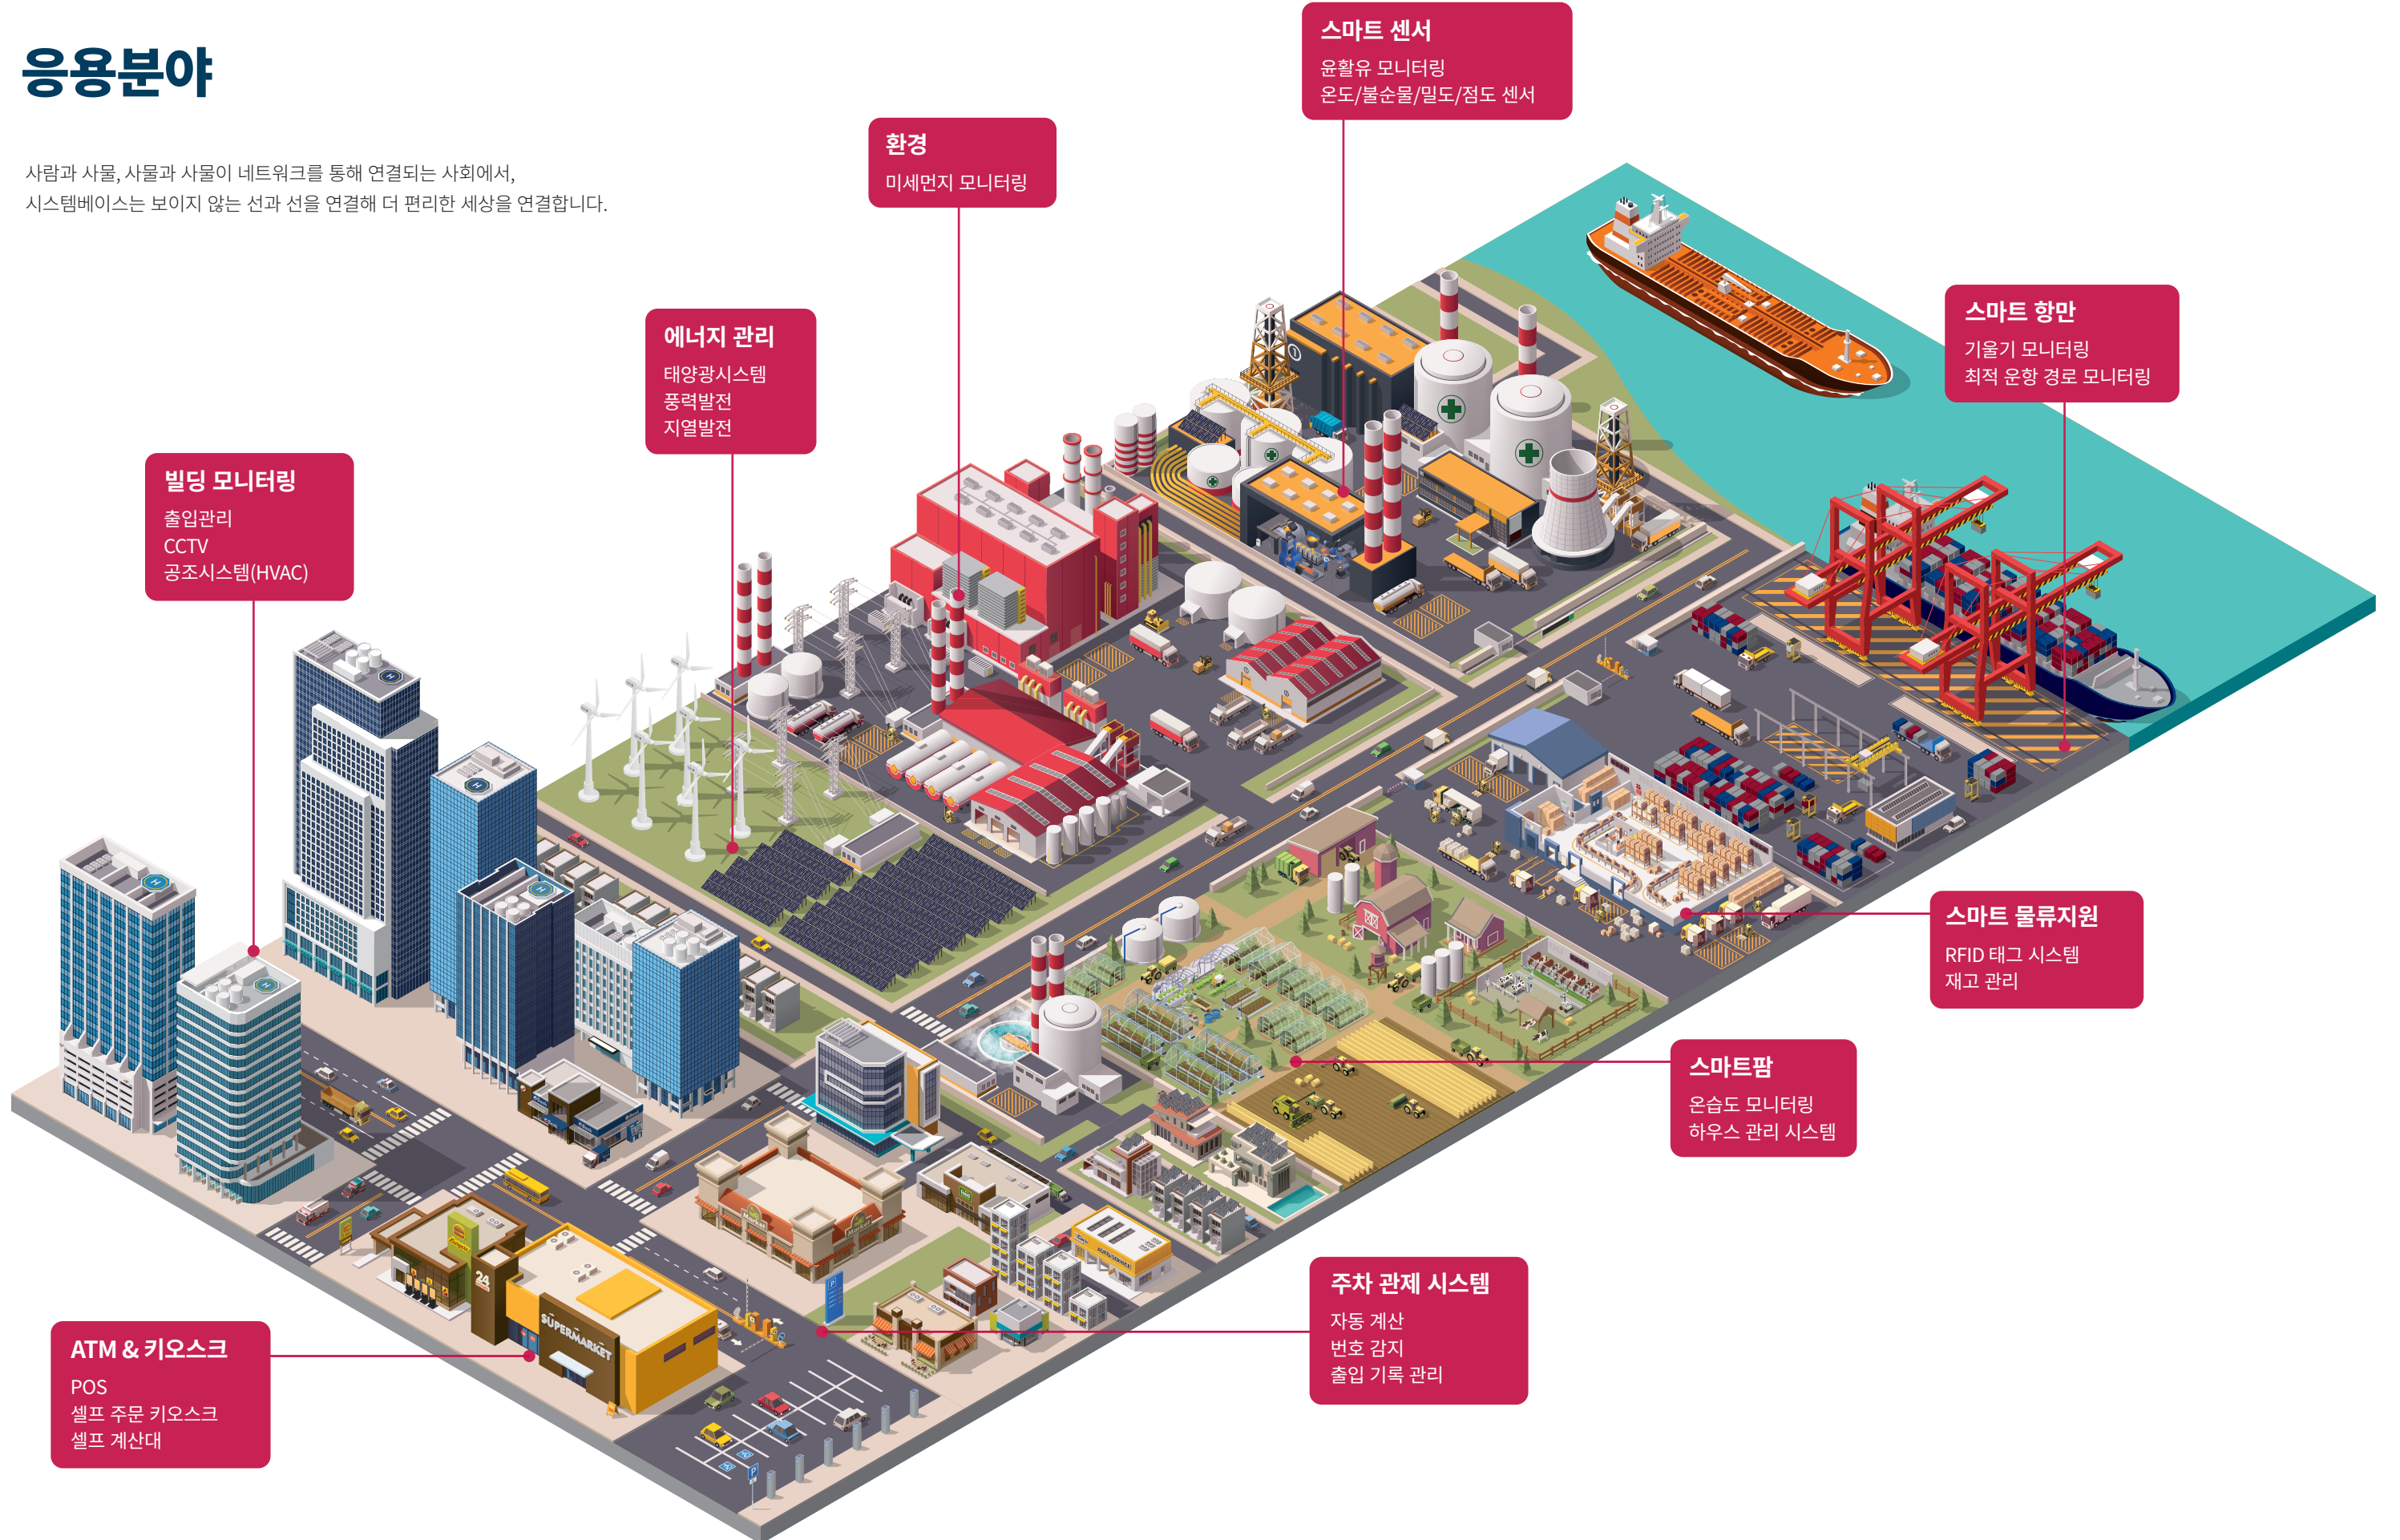 응용분야
사람과 사물, 사물과 사물이 네트워크를 통해 연결되는 사회에서,
시스템베이스는 보이지 않는 선과 선을 연결해 더 편리한 세상을 연결합니다.
스마트 센서
윤활유 모니터링
온도/불순물/밀도/점도 센서
환경
미세먼지 모니터링
에너지 관리
태양광시스템
풍력발전
지열발전
스마트 항만
기울기 모니터링
최적 운항 경로 모니터링
빌딩 모니터링
출입관리
CCTV
공조시스템(HVAC)
스마트 물류지원
RFID 태그 시스템
재고 관리
스마트팜
온습도 모니터링
하우스 관리 시스템
주차 관제 시스템
자동 계산
번호 감지
출입 기록 관리
ATM & 키오스크
POS
셀프 주문 키오스크
셀프 계산대
24
SUPERMARKET
Market
Market
H
H
H
H
H
P
P
1